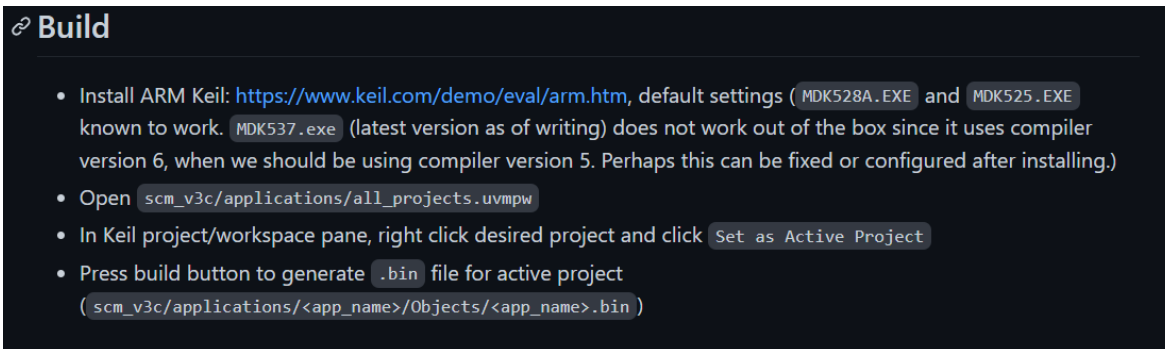 Build
• Install ARM Keil: https://www.keil.com/demo/eval/arm.htm, default settings ( MDK528A.EXE and MDK525.EXE
known to work. MDK537.exe (latest version as of writing) does not work out of the box since it uses compiler
version 6, when we should be using compiler version 5. Perhaps this can be fixed or configured after installing.)
• Open scm_v3c/applications/all_projects.uvmpw
• In Keil project/workspace pane, right click desired project and click Set as Active Project
• Press build button to generate .bin file for active project
( scm_v3c/applications/<app_name>/Objects/<app_name>.bin )